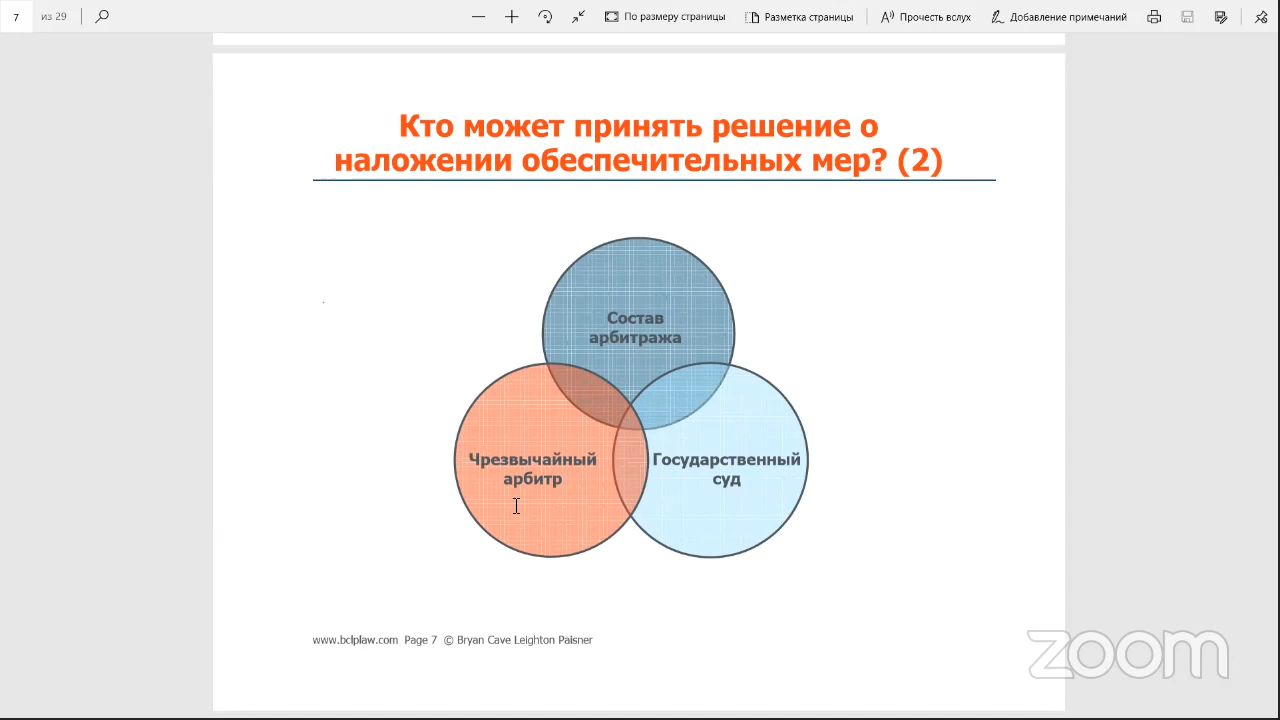 7 из 29 По размеру страницы Разметка страницы Прочесть вслух Добавление примечаний
Кто может принять решение о
наложении обеспечительных мер? (2)
Состав
арбитража
Чрезвычайный
арбитр
Государственный
суд
www.bclplaw.com Page 7 © Bryan Cave Leighton Paisner
zoom